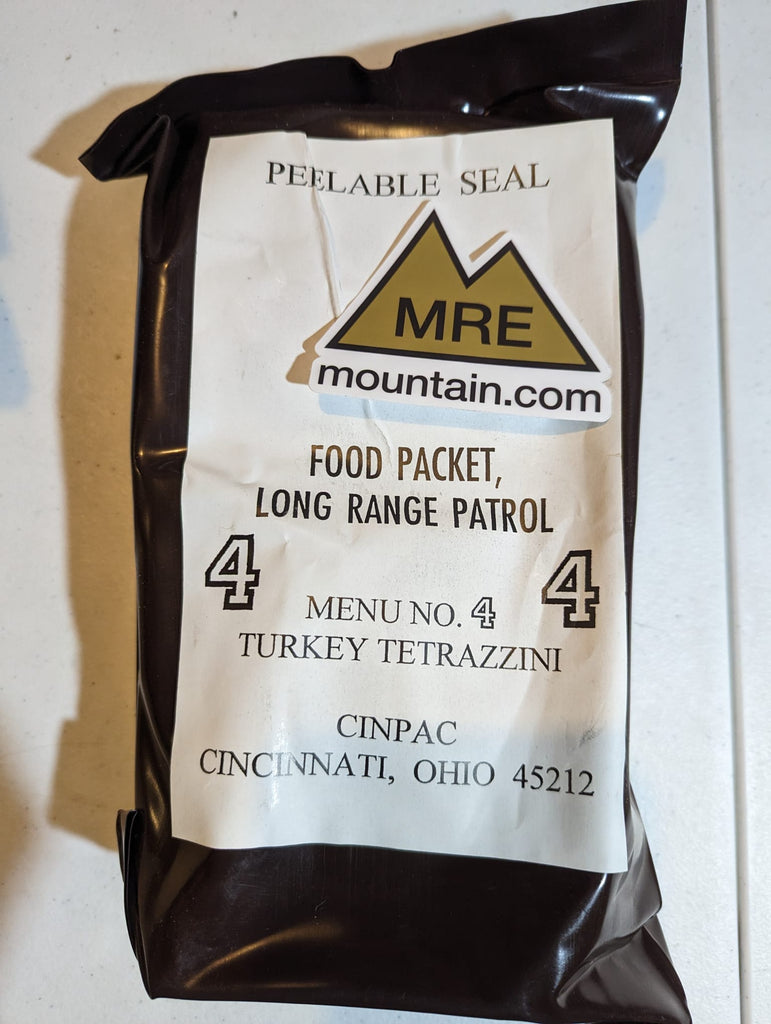 PEELABLE SEAL
MRE
mountain.com
FOOD PACKET,
LONG RANGE PATROL
4 4
MENU NO. 4
TURKEY TETRAZZINI
CINPAC
CINCINNATI, OHIO 45212